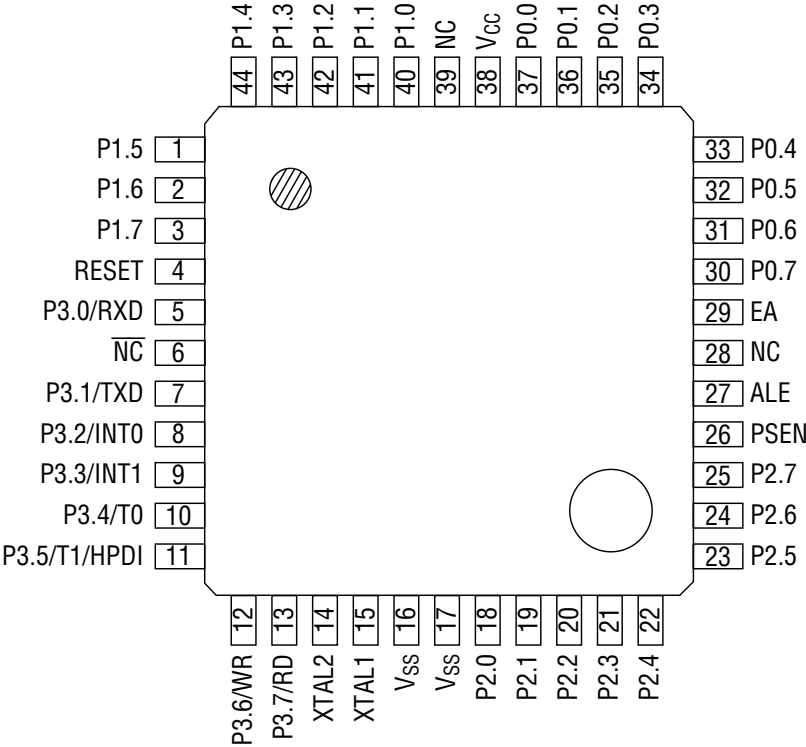 P1.4 P1.3 P1.2 P1.1 P1.0 NC VCC P0.0 P0.1 P0.2 P0.3
44 43 42 41 40 39 38 37 36 35 34
P1.5 1
P1.6 2
P1.7 3
RESET 4
P3.0/RXD 5
N̅C̅ 6
P3.1/TXD 7
P3.2/INT0 8
P3.3/INT1 9
P3.4/T0 10
P3.5/T1/HPDI 11
33 P0.4
32 P0.5
31 P0.6
30 P0.7
29 EA
28 NC
27 ALE
26 PSEN
25 P2.7
24 P2.6
23 P2.5
12 13 14 15 16 17 18 19 20 21 22
P3.6/WR P3.7/RD XTAL2 XTAL1 VSS VSS P2.0 P2.1 P2.2 P2.3 P2.4